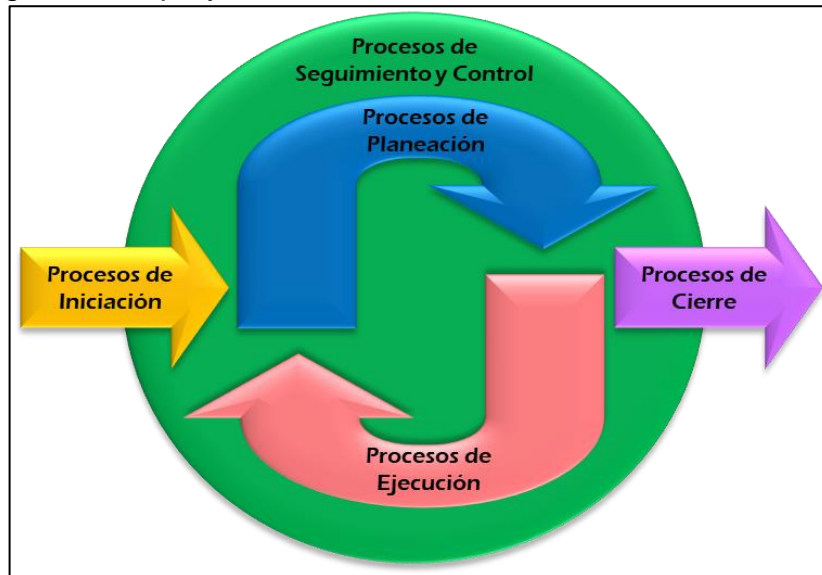 Procesos de
Seguimiento y Control
Procesos de
Planeación
Procesos de
Iniciación
Procesos de
Cierre
Procesos de
Ejecución